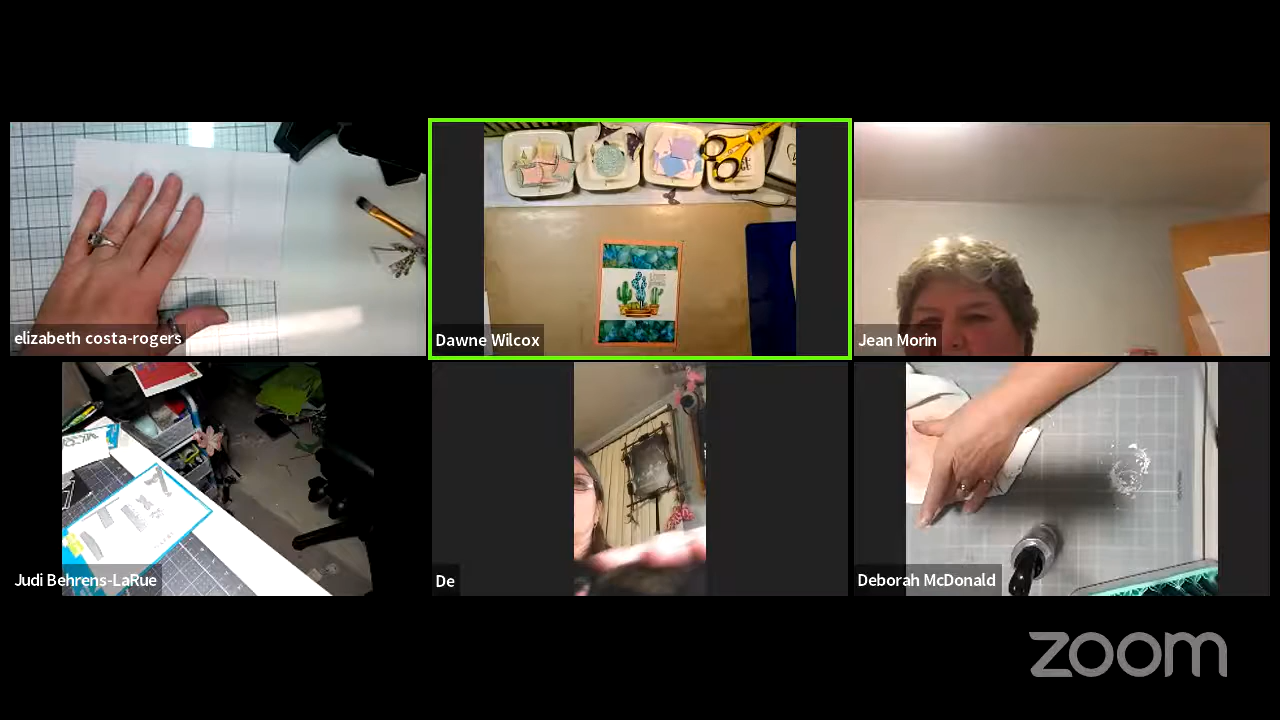 elizabeth costa-rogers
Dawne Wilcox
Jean Morin
Judi Behrens-LaRue
De
Deborah McDonald
zoom